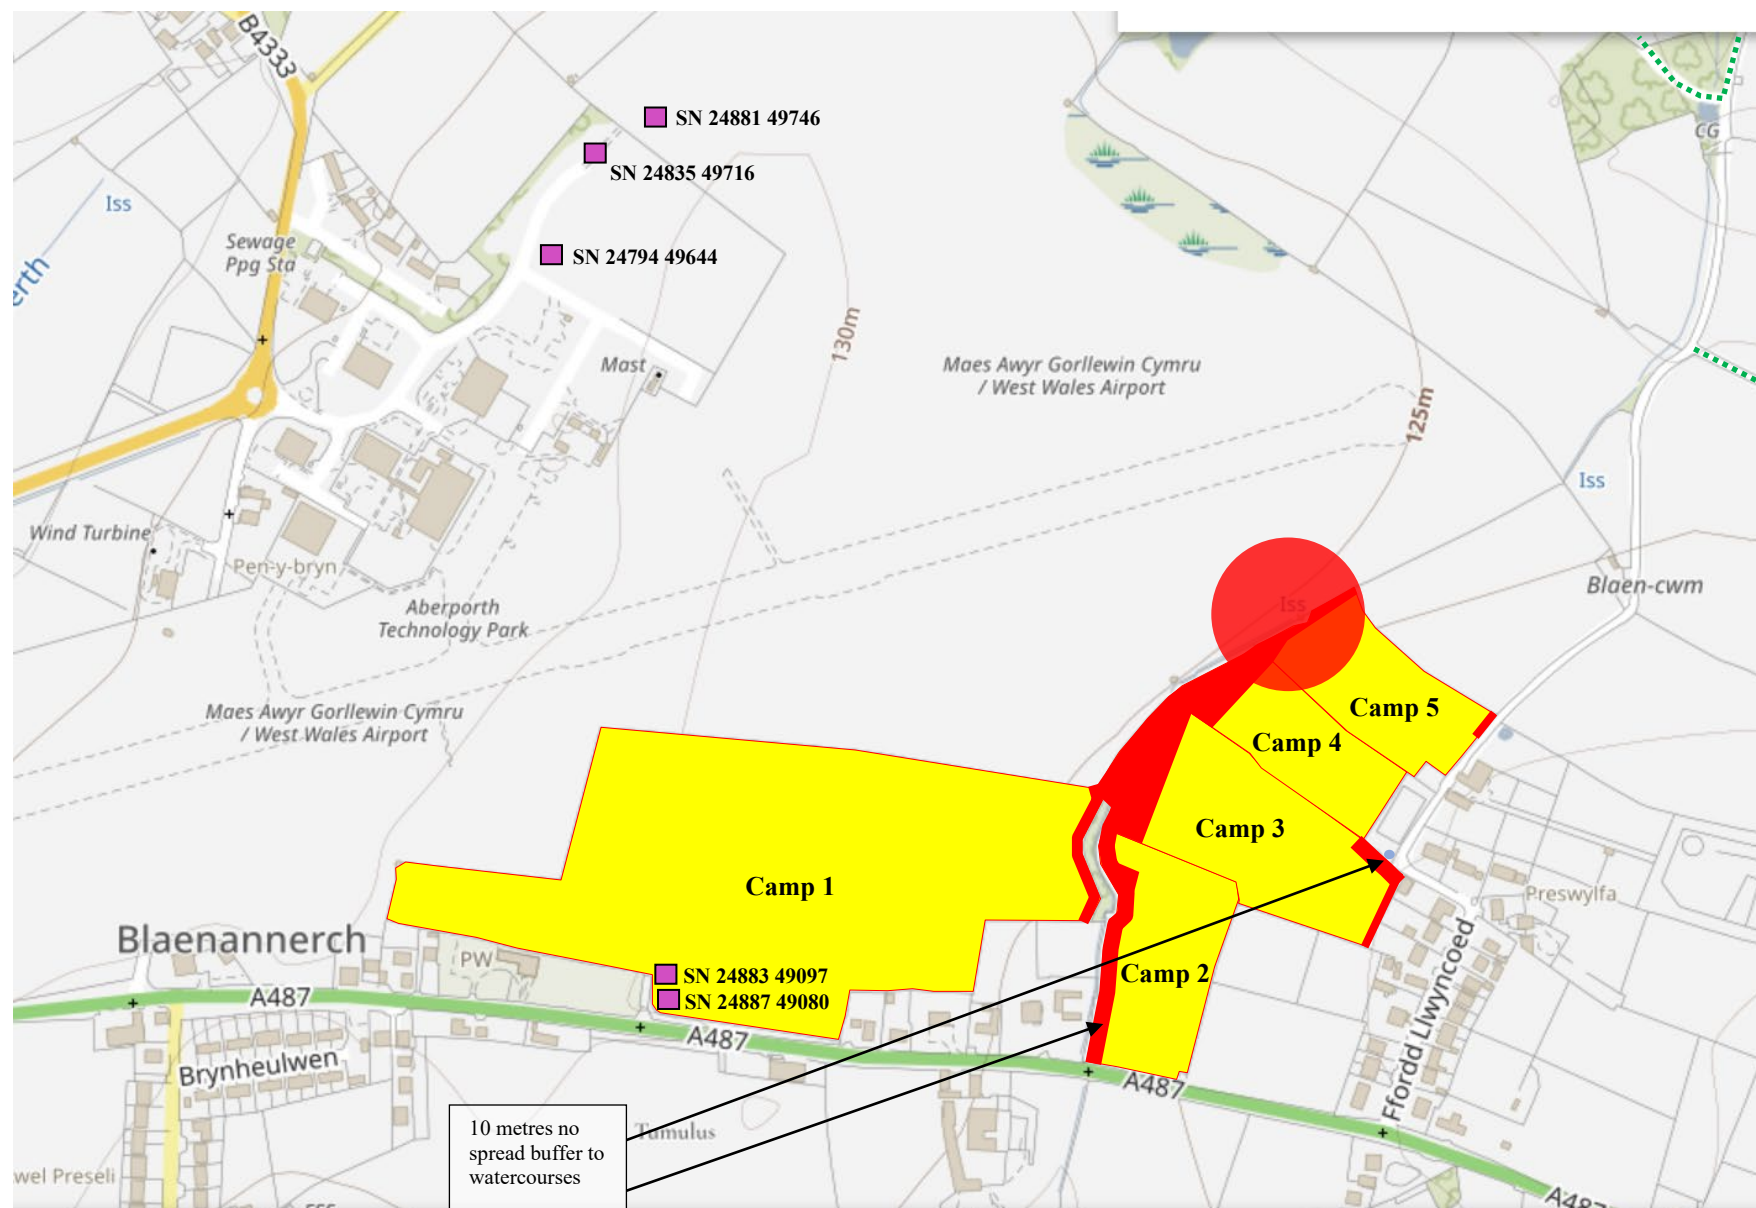 B4333
SN 24881 49746
SN 24835 49716
CG
Iss
Sewage
Ppg Sta
SN 24794 49644
erth
130m
Mast
Maes Awyr Gorllewin Cymru
/ West Wales Airport
125m
Iss
Wind Turbine
Pen-y-bryn
Blaen-cwm
Aberporth
Technology Park
Iss
Maes Awyr Gorllewin Cymru
/ West Wales Airport
Camp 5
Camp 4
Camp 3
Camp 1
Preswylfa
Blaenannerch
PW
SN 24883 49097
SN 24887 49080
Camp 2
A487
A487
Brynheulwen
A487
Ffordd Llwyncoed
10 metres no
spread buffer to
watercourses
Tumulus
wel Preseli
A487